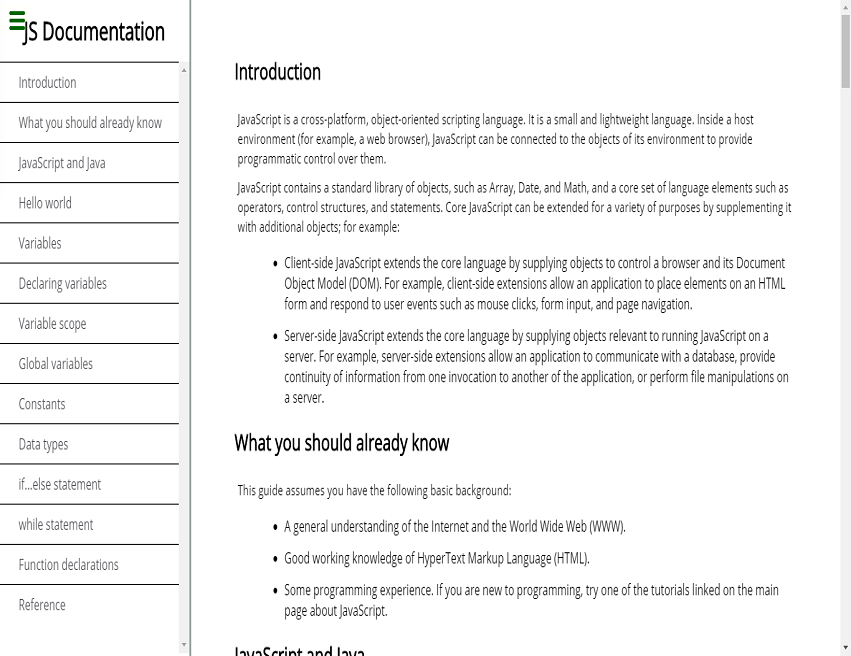 JS Documentation
Introduction
What you should already know
JavaScript and Java
Hello world
Variables
Declaring variables
Variable scope
Global variables
Constants
Data types
if...else statement
while statement
Function declarations
Reference
Introduction
JavaScript is a cross-platform, object-oriented scripting language. It is a small and lightweight language. Inside a host
environment (for example, a web browser), JavaScript can be connected to the objects of its environment to provide
programmatic control over them.
JavaScript contains a standard library of objects, such as Array, Date, and Math, and a core set of language elements such as
operators, control structures, and statements. Core JavaScript can be extended for a variety of purposes by supplementing it
with additional objects; for example:
• Client-side JavaScript extends the core language by supplying objects to control a browser and its Document
Object Model (DOM). For example, client-side extensions allow an application to place elements on an HTML
form and respond to user events such as mouse clicks, form input, and page navigation.
• Server-side JavaScript extends the core language by supplying objects relevant to running JavaScript on a
server. For example, server-side extensions allow an application to communicate with a database, provide
continuity of information from one invocation to another of the application, or perform file manipulations on
a server.
What you should already know
This guide assumes you have the following basic background:
• A general understanding of the Internet and the World Wide Web (WWW).
• Good working knowledge of HyperText Markup Language (HTML).
• Some programming experience. If you are new to programming, try one of the tutorials linked on the main
page about JavaScript.
JavaScript and Java